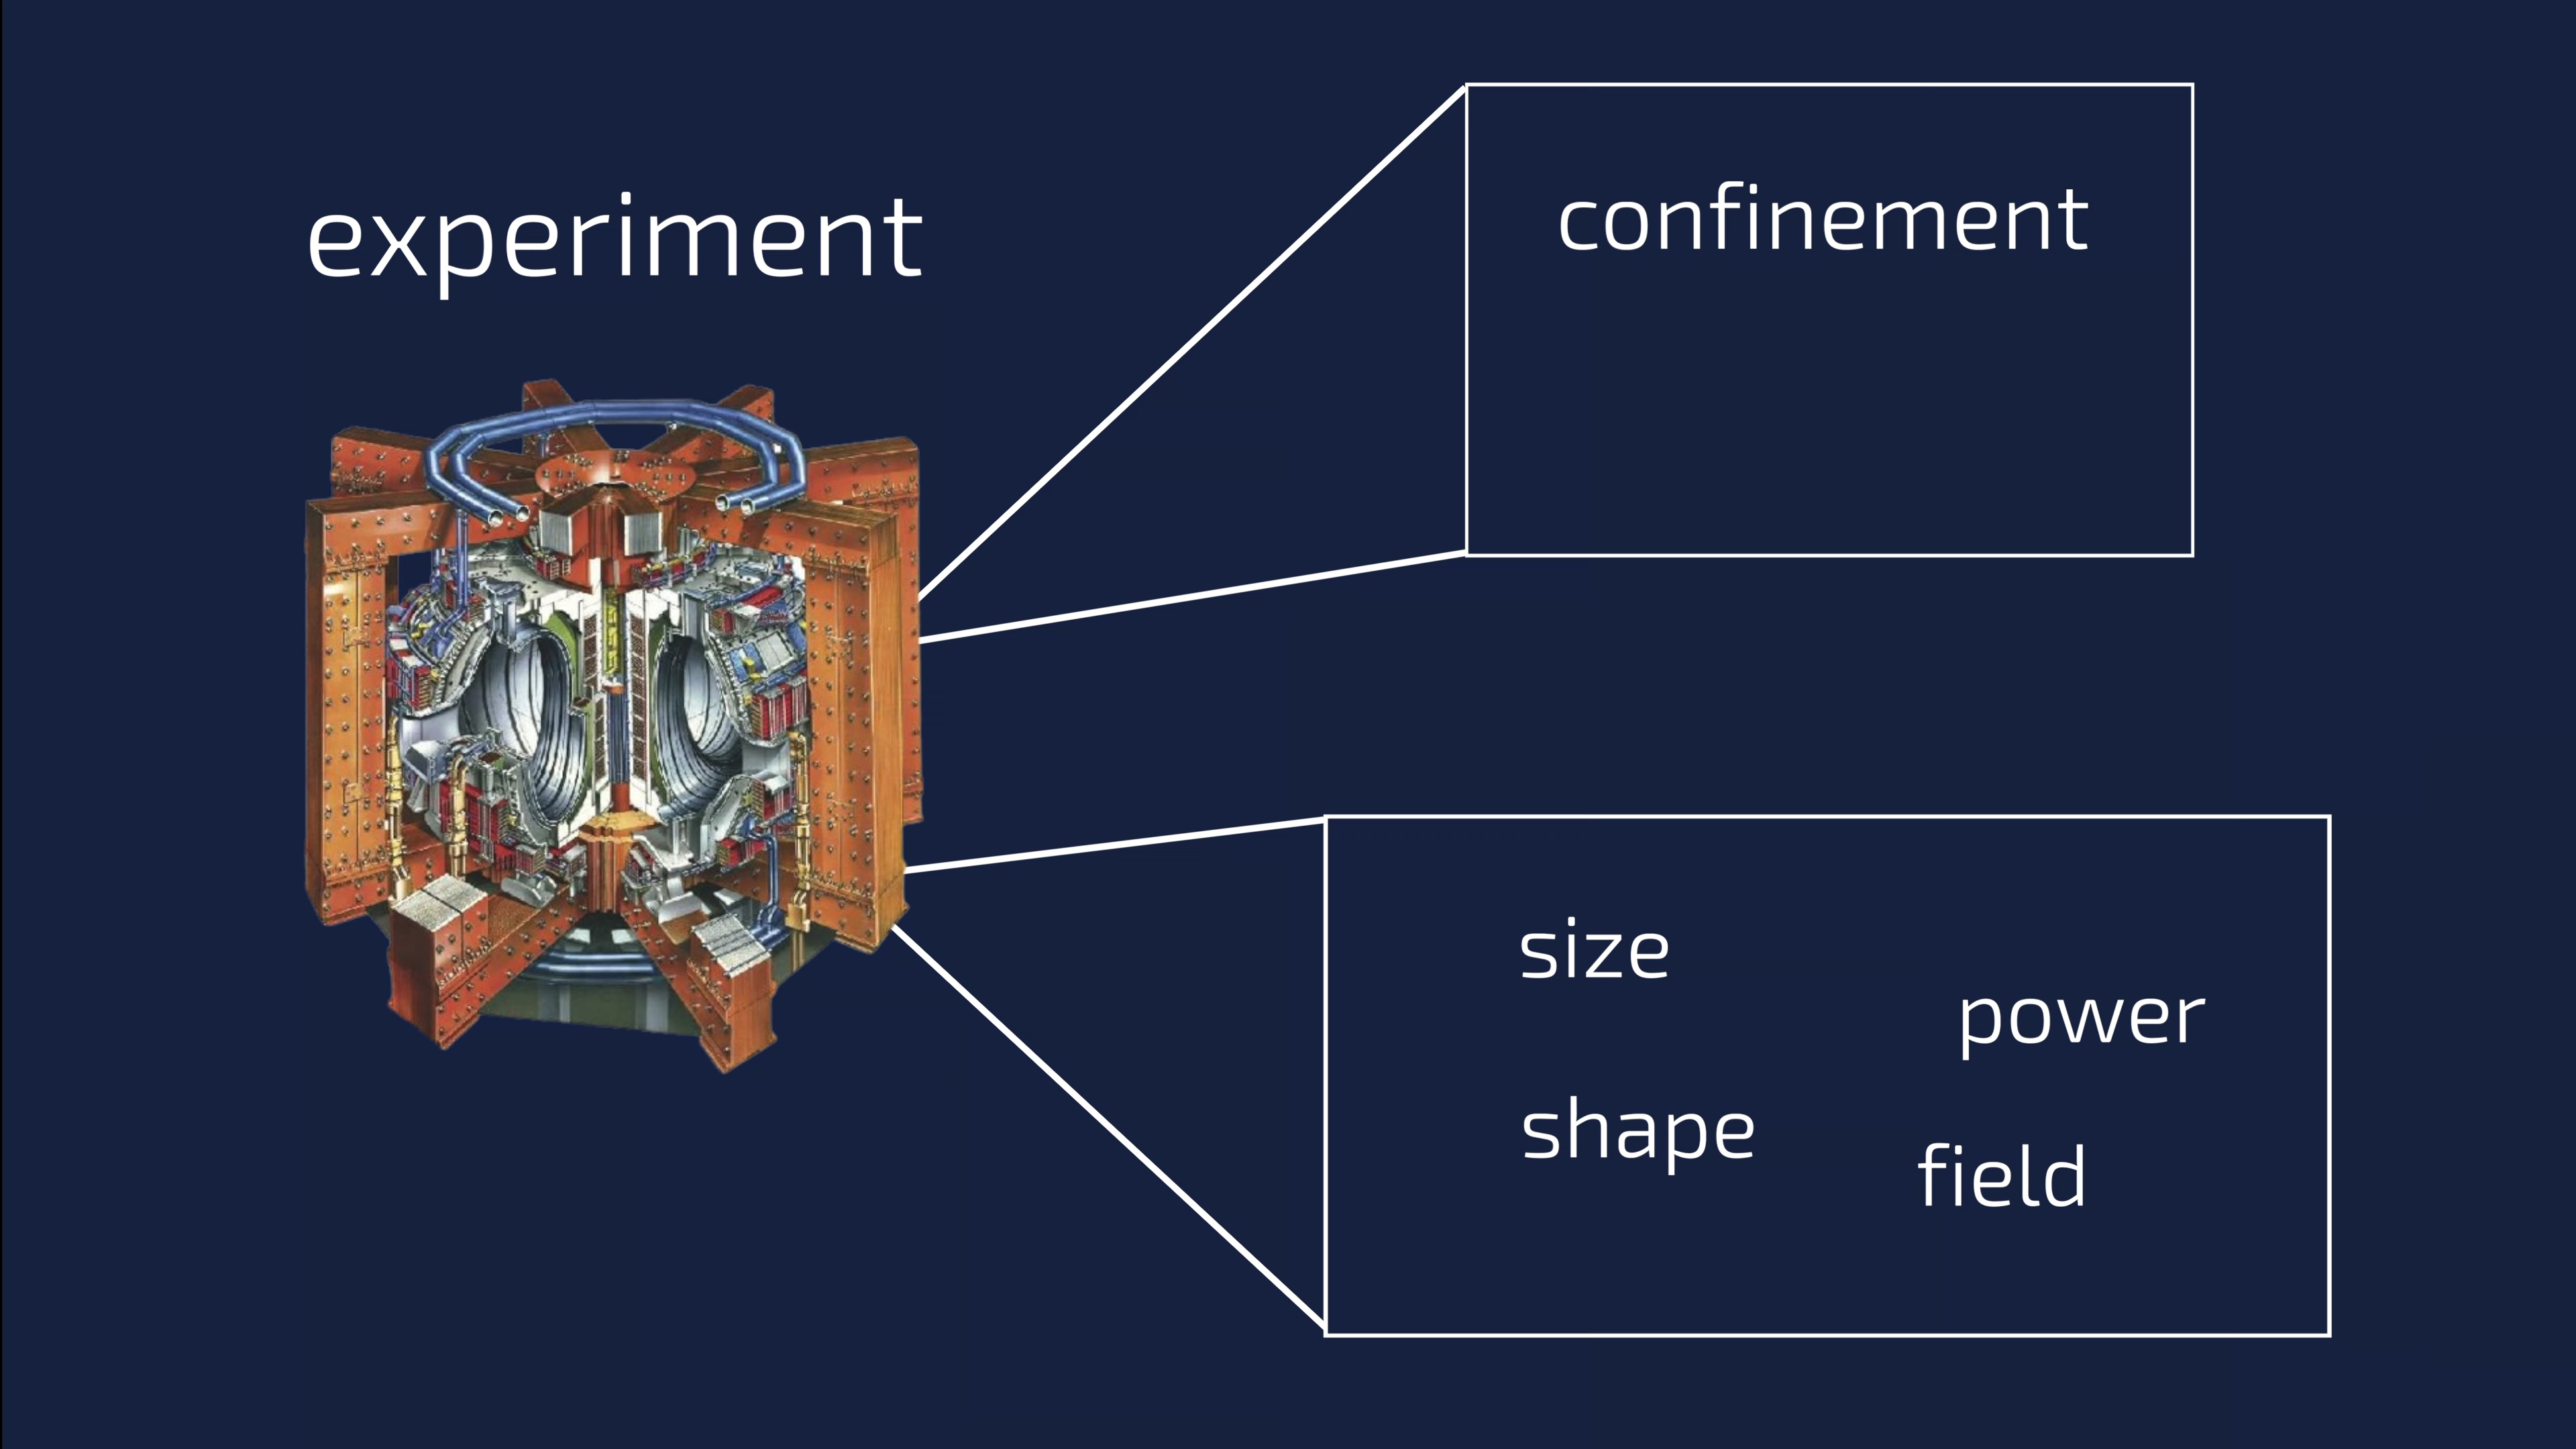 experiment
confinement
size
power
shape
field